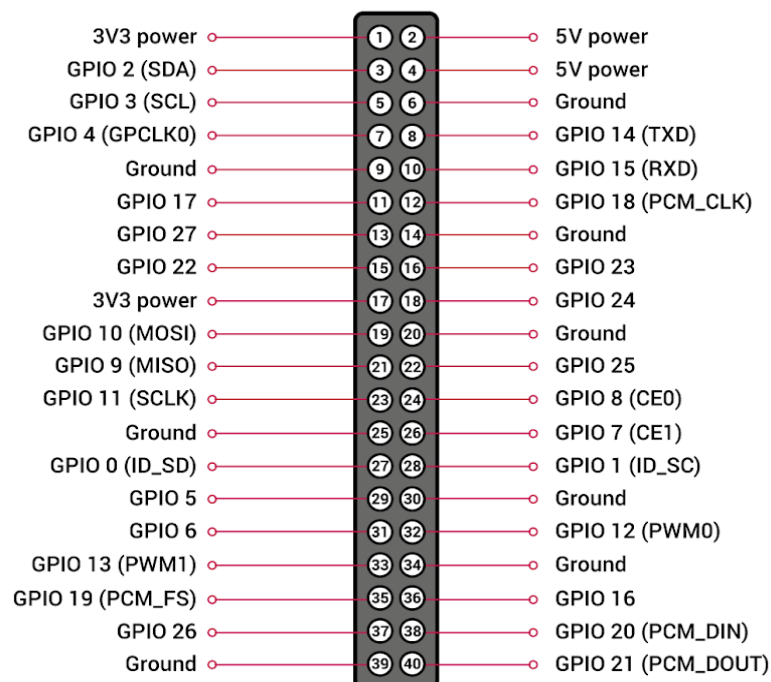 3V3 power 1 2 5V power
GPIO 2 (SDA) 3 4 5V power
GPIO 3 (SCL) 5 6 Ground
GPIO 4 (GPCLK0) 7 8 GPIO 14 (TXD)
Ground 9 10 GPIO 15 (RXD)
GPIO 17 11 12 GPIO 18 (PCM_CLK)
GPIO 27 13 14 Ground
GPIO 22 15 16 GPIO 23
3V3 power 17 18 GPIO 24
GPIO 10 (MOSI) 19 20 Ground
GPIO 9 (MISO) 21 22 GPIO 25
GPIO 11 (SCLK) 23 24 GPIO 8 (CE0)
Ground 25 26 GPIO 7 (CE1)
GPIO 0 (ID_SD) 27 28 GPIO 1 (ID_SC)
GPIO 5 29 30 Ground
GPIO 6 31 32 GPIO 12 (PWM0)
GPIO 13 (PWM1) 33 34 Ground
GPIO 19 (PCM_FS) 35 36 GPIO 16
GPIO 26 37 38 GPIO 20 (PCM_DIN)
Ground 39 40 GPIO 21 (PCM_DOUT)